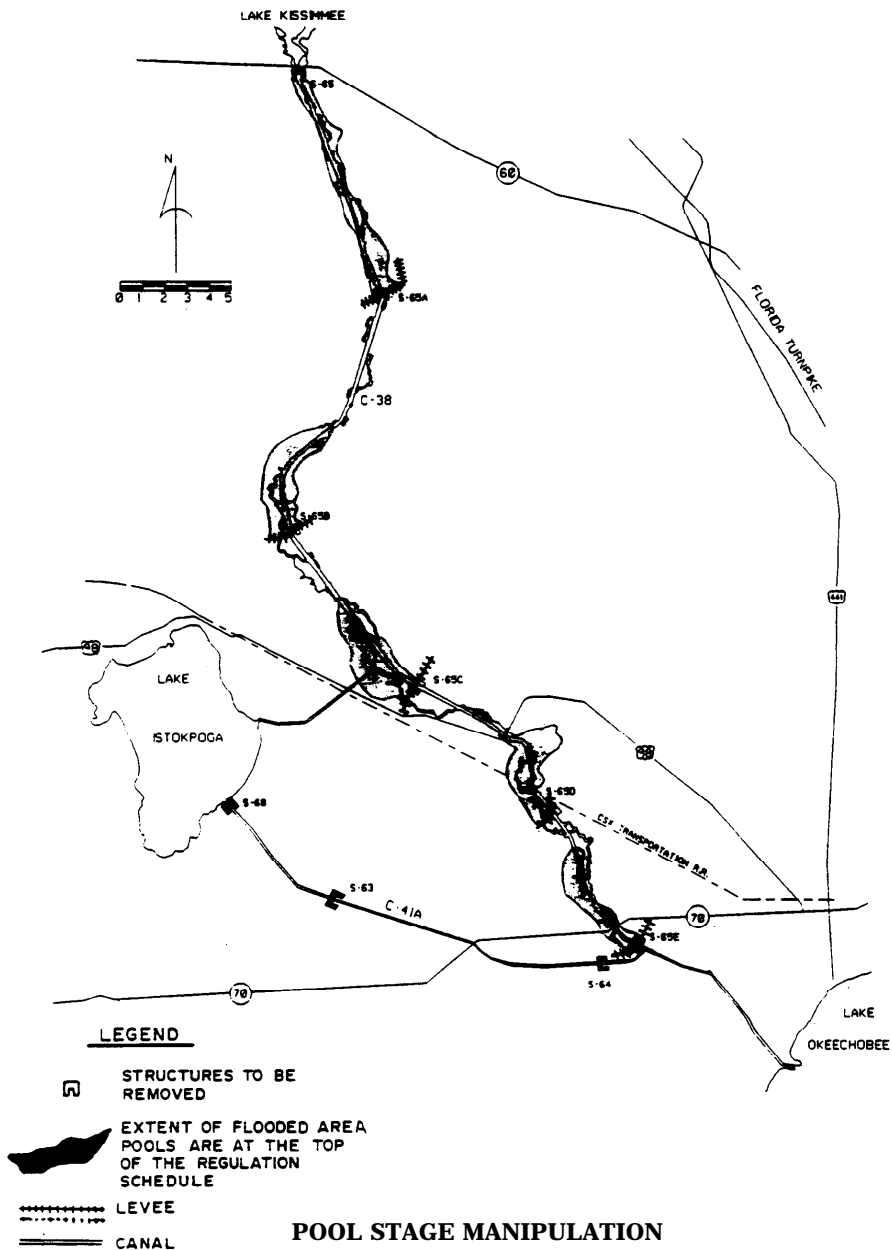 LAKE KISSIMMEE
S-65
60
N
0 1 2 3 4 5
S-65A
FLORIDA TURNPIKE
C-38
S-65B
441
98
LAKE
ISTOKPOGA
S-65C
98
S-65D
S-68
CSX TRANSPORTATION R.R.
S-63
C-41A
70
S-65E
S-64
70
LAKE
OKEECHOBEE
LEGEND
STRUCTURES TO BE
REMOVED
EXTENT OF FLOODED AREA
POOLS ARE AT THE TOP
OF THE REGULATION
SCHEDULE
LEVEE
CANAL
POOL STAGE MANIPULATION